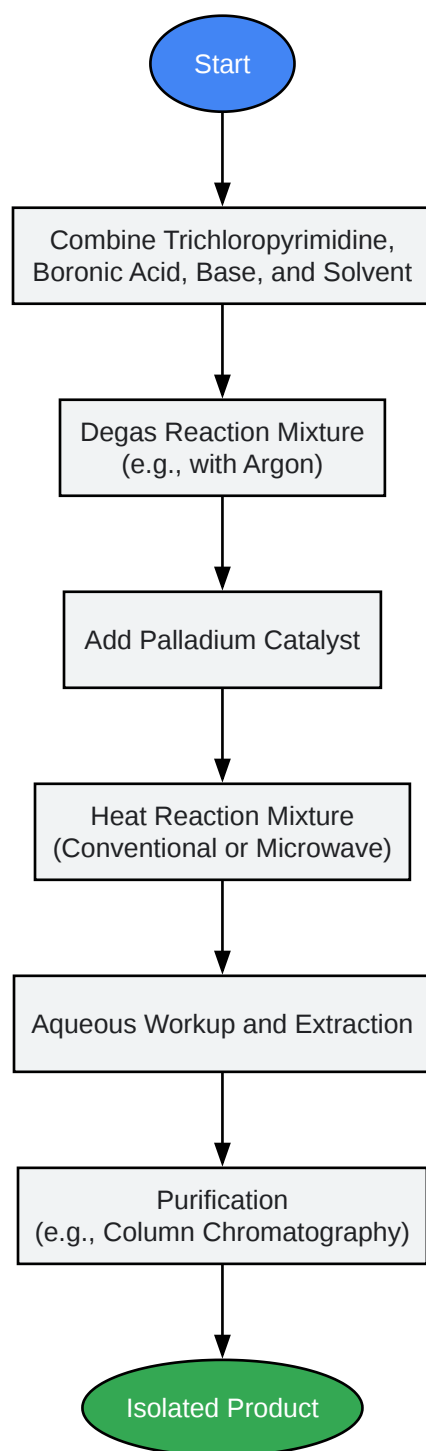 Start
Combine Trichloropyrimidine,
Boronic Acid, Base, and Solvent
Degas Reaction Mixture
(e.g., with Argon)
Add Palladium Catalyst
Heat Reaction Mixture
(Conventional or Microwave)
Aqueous Workup and Extraction
Purification
(e.g., Column Chromatography)
Isolated Product